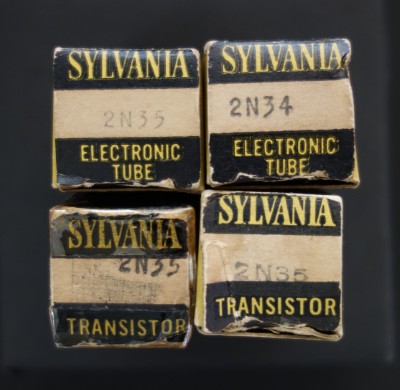 SYLVANIA
2N35
ELECTRONIC
TUBE
SYLVANIA
2N34
ELECTRONIC
TUBE
SYLVANIA
2N35
TRANSISTOR
SYLVANIA
2N35
TRANSISTOR